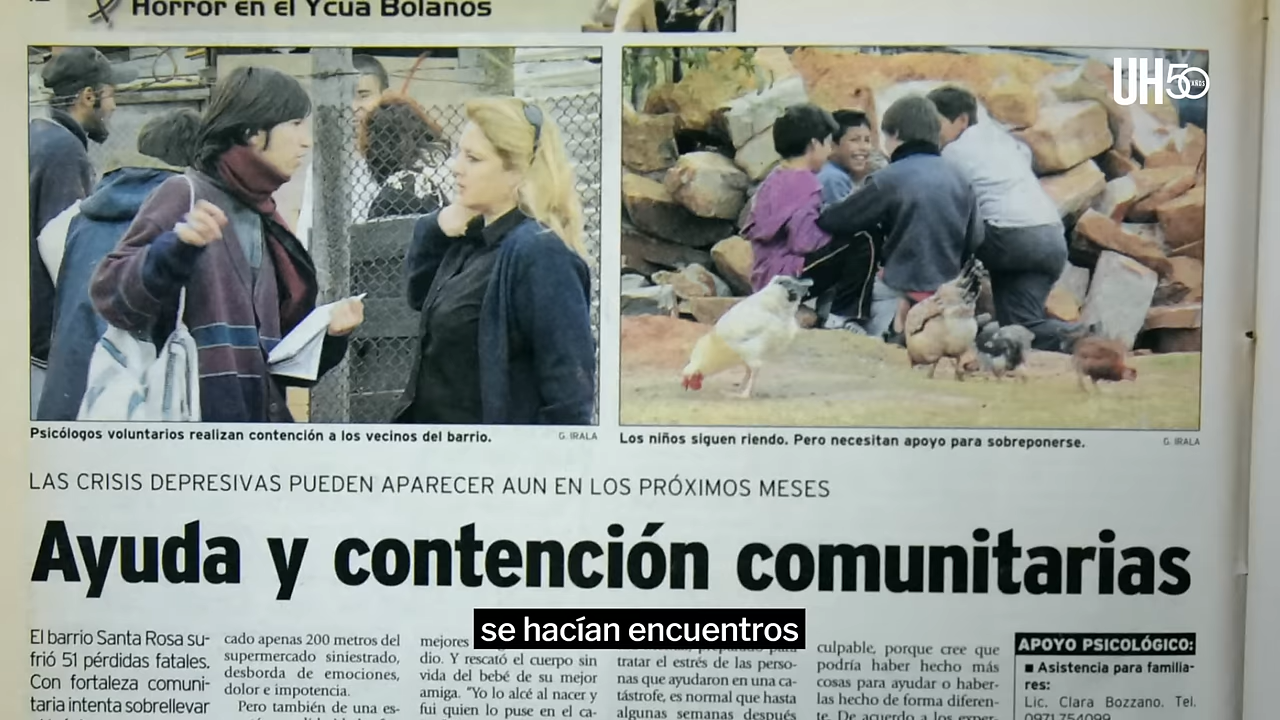 Horror en el Ycuá Bolaños
UH50 AÑOS
Psicólogos voluntarios realizan contención a los vecinos del barrio.
G. IRALA
Los niños siguen riendo. Pero necesitan apoyo para sobreponerse.
G. IRALA
LAS CRISIS DEPRESIVAS PUEDEN APARECER AUN EN LOS PRÓXIMOS MESES
Ayuda y contención comunitarias
se hacían encuentros
El barrio Santa Rosa su-
frió 51 pérdidas fatales.
Con fortaleza comuni-
taria intenta sobrellevar
cado apenas 200 metros del
supermercado siniestrado,
desborda de emociones,
dolor e impotencia.
Pero también de una es-
mejores
dio. Y rescató el cuerpo sin
vida del bebé de su mejor
amiga. "Yo lo alcé al nacer y
fui quien lo puso en el ca-
tratar el estrés de las perso-
nas que ayudaron en una ca-
tástrofe, es normal que hasta
algunas semanas después
culpable, porque cree que
podría haber hecho más
cosas para ayudar o haber-
las hecho de forma diferen-
te. De acuerdo a los exper-
APOYO PSICOLÓGICO:
■ Asistencia para familia-
res:
Lic. Clara Bozzano. Tel.
0971 754099